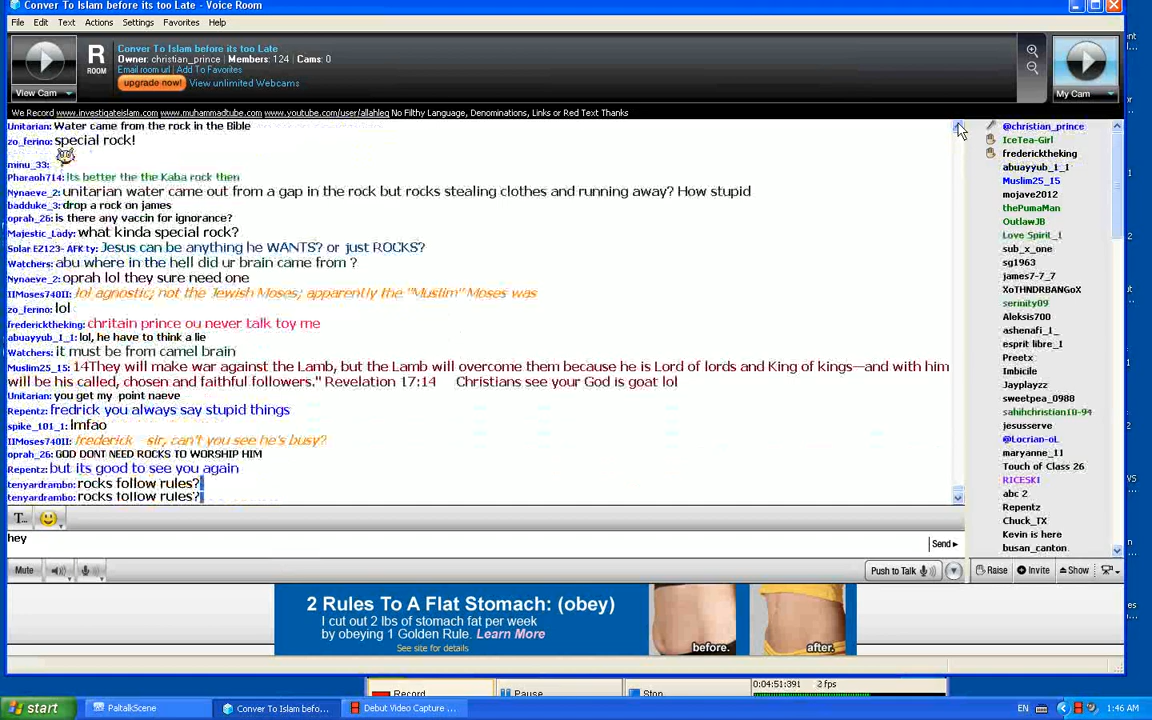 Conver To Islam before its too Late - Voice Room
File Edit Text Actions Settings Favorites Help
Conver To Islam before its too Late
Owner: christian_prince | Members: 124 | Cams: 0
Email room url | Add To Favorites
upgrade now! View unlimited Webcams
R
ROOM
View Cam
My Cam
We Record www.investigateislam.com www.muhammadtube.com www.youtube.com/user/allahleg No Filthy Language, Denominations, Links or Red Text Thanks
Unitarian: Water came from the rock in the Bible
zo_ferino: special rock!
minu_33:
Pharaoh714: its better the the Kaba rock then
Nynaeve_2: unitarian water came out from a gap in the rock but rocks stealing clothes and running away? How stupid
badduke_3: drop a rock on james
oprah_26: is there any vaccin for ignorance?
Majestic_Lady: what kinda special rock?
Solar EZ123- AFK ty: Jesus can be anything he WANTS? or just ROCKS?
Watchers: abu where in the hell did ur brain came from ?
Nynaeve_2: oprah lol they sure need one
IIMoses740II: lol agnostic; not the Jewish Moses; apparently the "Muslim" Moses was
zo_ferino: lol
fredericktheking: chritain prince ou never talk toy me
abuayyub_1_1: lol, he have to think a lie
Watchers: it must be from camel brain
Muslim25_15: 14They will make war against the Lamb, but the Lamb will overcome them because he is Lord of lords and King of kings—and with him
will be his called, chosen and faithful followers." Revelation 17:14 Christians see your God is goat lol
Unitarian: you get my point naeve
Repentz: fredrick you always say stupid things
spike_101_1: lmfao
IIMoses740II: frederick - sir, can't you see he's busy?
oprah_26: GOD DONT NEED ROCKS TO WORSHIP HIM
Repentz: but its good to see you again
tenyardrambo: rocks follow rules?
tenyardrambo: rocks follow rules?
@christian_prince
IceTea-Girl
fredericktheking
abuayyub_1_1
Muslim25_15
mojave2012
thePumaMan
OutlawJB
Love Spirit_1
sub_x_one
sg1963
james7-7_7
XoTHNDRBANGoX
serinity09
Aleksis700
ashenafi_1_
esprit libre_1
Preetx
Imbicile
Jayplayzz
sweetpea_0988
sahihchristian10-94
jesusserve
@Locrian-oL
maryanne_11
Touch of Class 26
RICESKI
abc 2
Repentz
Chuck_TX
Kevin is here
busan_canton
T...
hey
Send
Mute
Push to Talk
Raise Invite Show
2 Rules To A Flat Stomach: (obey)
I cut out 2 lbs of stomach fat per week
by obeying 1 Golden Rule. Learn More
See site for details
before.
after.
Record Pause Stop 0:04:51:391 2 fps
start PaltalkScene Conver To Islam befo... Debut Video Capture ... EN 1:46 AM